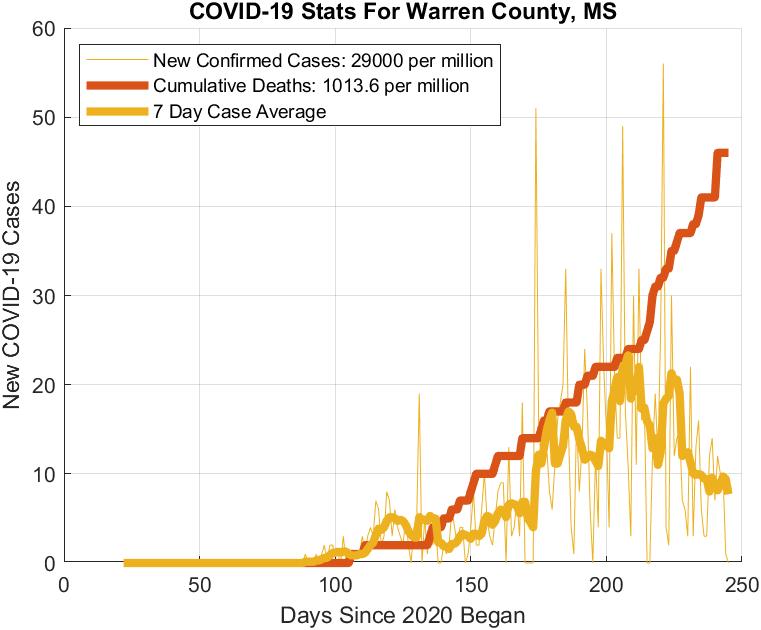 COVID-19 Stats For Warren County, MS
New Confirmed Cases: 29000 per million
Cumulative Deaths: 1013.6 per million
7 Day Case Average
New COVID-19 Cases
60
50
40
30
20
10
0
0 50 100 150 200 250
Days Since 2020 Began